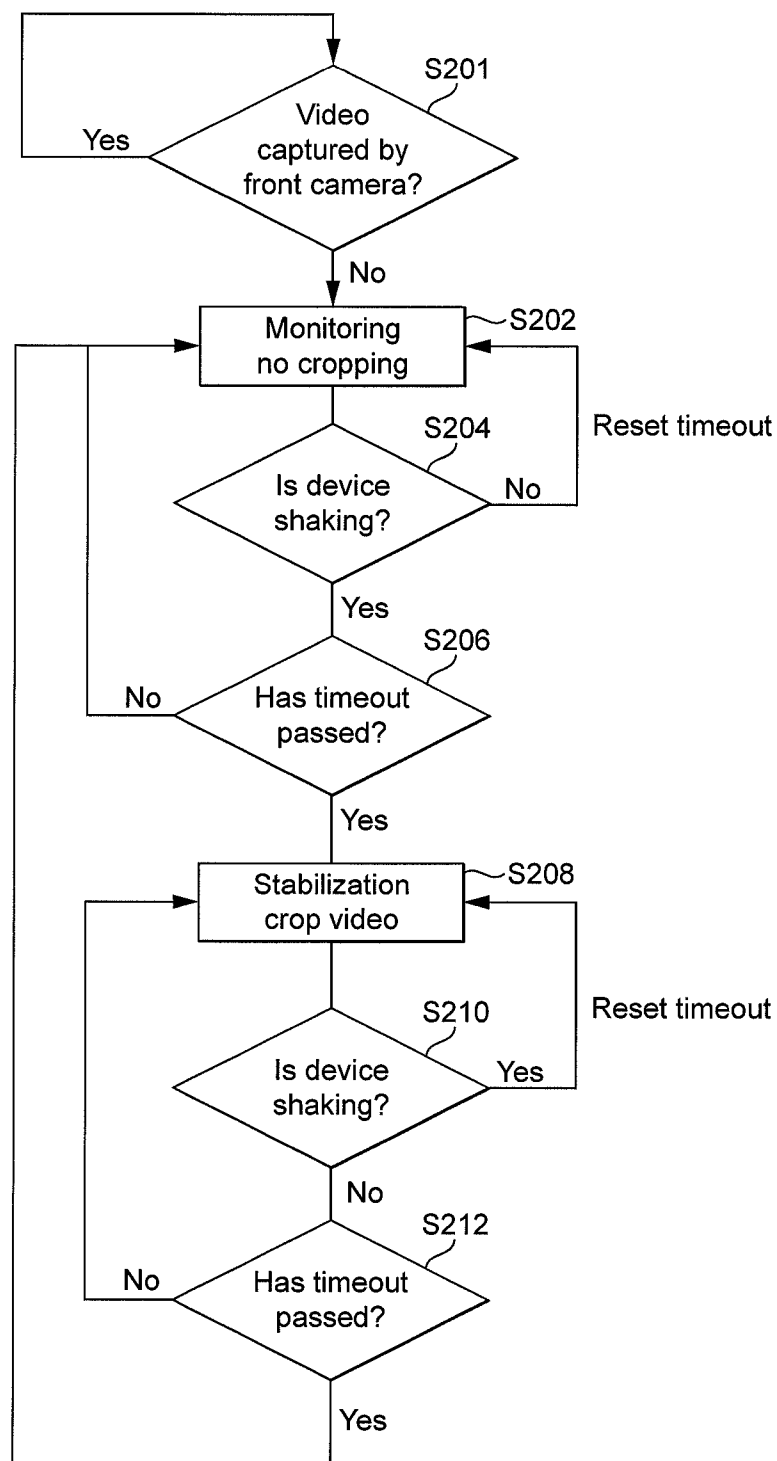 S201
Video
captured by
front camera?
Yes
No
S202
Monitoring
no cropping
Reset timeout
S204
Is device
shaking?
No
Yes
S206
Has timeout
passed?
No
Yes
S208
Stabilization
crop video
Reset timeout
S210
Is device
shaking?
Yes
No
S212
Has timeout
passed?
No
Yes